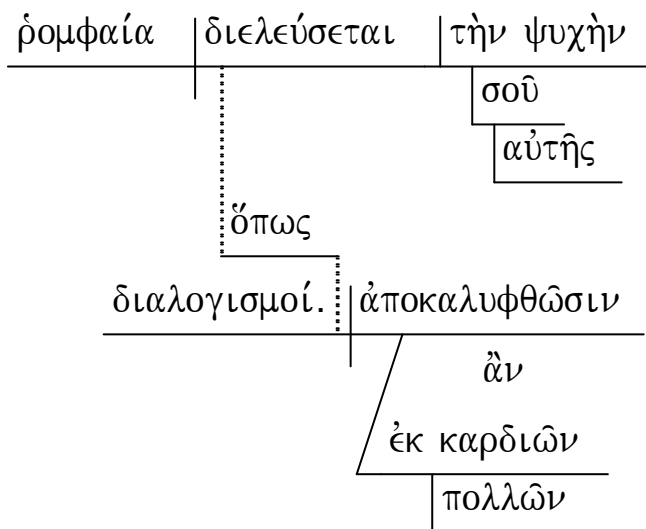 ῥομφαία διελεύσεται τὴν ψυχὴν
σοῦ
αὐτῆς
ὅπως
διαλογισμοί. ἀποκαλυφθῶσιν
ἂν
ἐκ καρδιῶν
πολλῶν